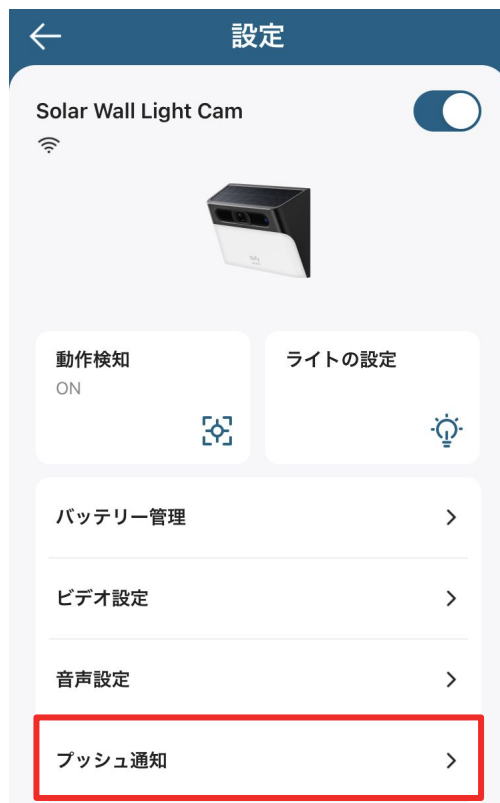 設定
Solar Wall Light Cam
eufy
動作検知
ON
ライトの設定
バッテリー管理
ビデオ設定
音声設定
プッシュ通知